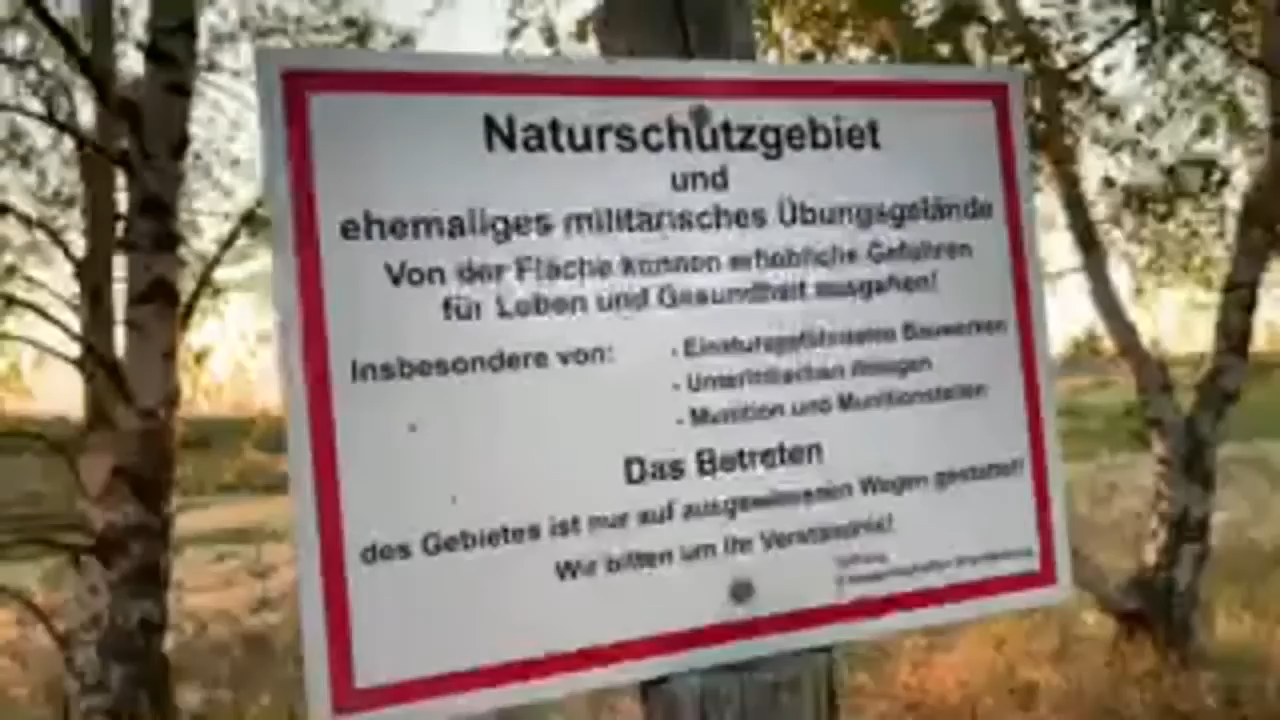 Naturschutzgebiet
und
ehemaliges militärisches Übungsgelände
Von der Fläche können erhebliche Gefahren
für Leben und Gesundheit ausgehen!
Insbesondere von:
- Bauwerken
- Unterirdischen Anlagen
- Munition und Munitionsteilen
Das Betreten
des Gebietes ist nur auf ausgewiesenen Wegen gestattet!
Wir bitten um Ihr Verständnis!
Stiftung